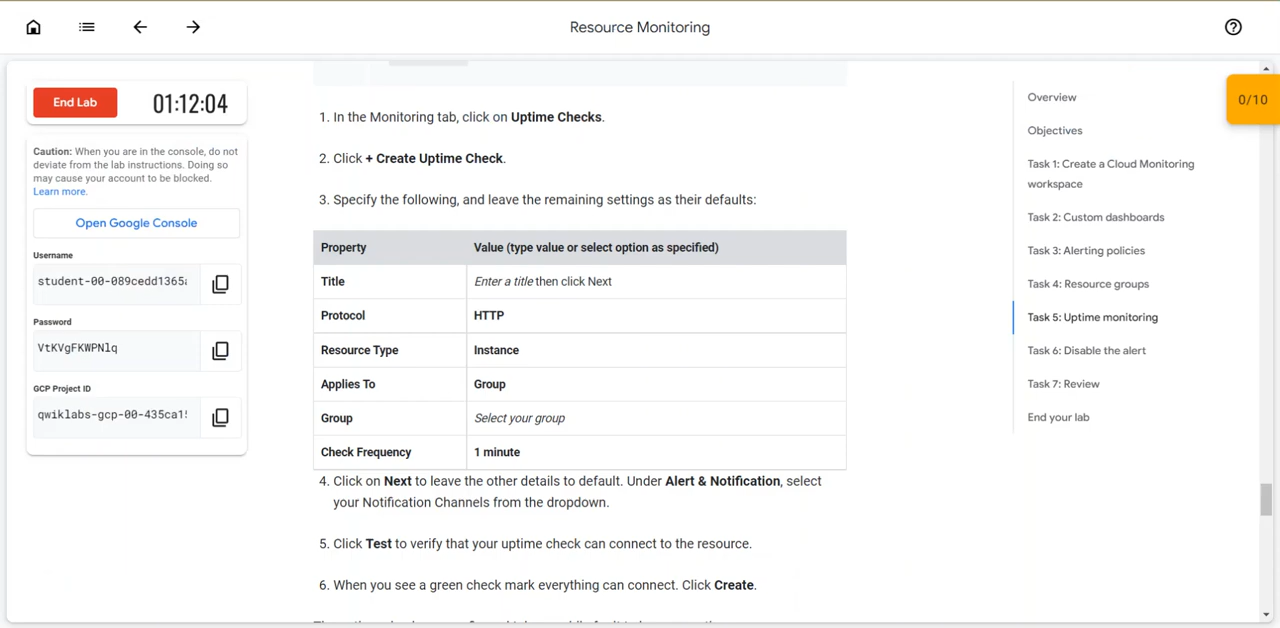 Resource Monitoring
End Lab
01:12:04
Caution: When you are in the console, do not
deviate from the lab instructions. Doing so
may cause your account to be blocked.
Learn more.
Open Google Console
Username
student-00-089cedd1365
Password
VtKVgFKWPNlq
GCP Project ID
qwiklabs-gcp-00-435ca1
1. In the Monitoring tab, click on Uptime Checks.
2. Click + Create Uptime Check.
3. Specify the following, and leave the remaining settings as their defaults:
Property Value (type value or select option as specified)
Title Enter a title then click Next
Protocol HTTP
Resource Type Instance
Applies To Group
Group Select your group
Check Frequency 1 minute
4. Click on Next to leave the other details to default. Under Alert & Notification, select
your Notification Channels from the dropdown.
5. Click Test to verify that your uptime check can connect to the resource.
6. When you see a green check mark everything can connect. Click Create.
Overview
Objectives
Task 1: Create a Cloud Monitoring
workspace
Task 2: Custom dashboards
Task 3: Alerting policies
Task 4: Resource groups
Task 5: Uptime monitoring
Task 6: Disable the alert
Task 7: Review
End your lab
0/10